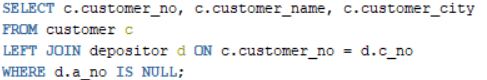 SELECT c.customer_no, c.customer_name, c.customer_city
FROM customer c
LEFT JOIN depositor d ON c.customer_no = d.c_no
WHERE d.a_no IS NULL;